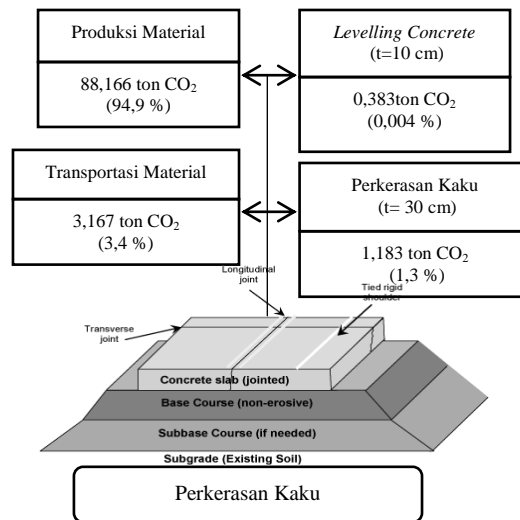 Produksi Material
88,166 ton CO₂
(94,9 %)
Levelling Concrete
(t=10 cm)
0,383ton CO₂
(0,004 %)
Transportasi Material
3,167 ton CO₂
(3,4 %)
Perkerasan Kaku
(t= 30 cm)
1,183 ton CO₂
(1,3 %)
Longitudinal
joint
Tied rigid
shoulder
Transverse
joint
Concrete slab (jointed)
Base Course (non-erosive)
Subbase Course (if needed)
Subgrade (Existing Soil)
Perkerasan Kaku